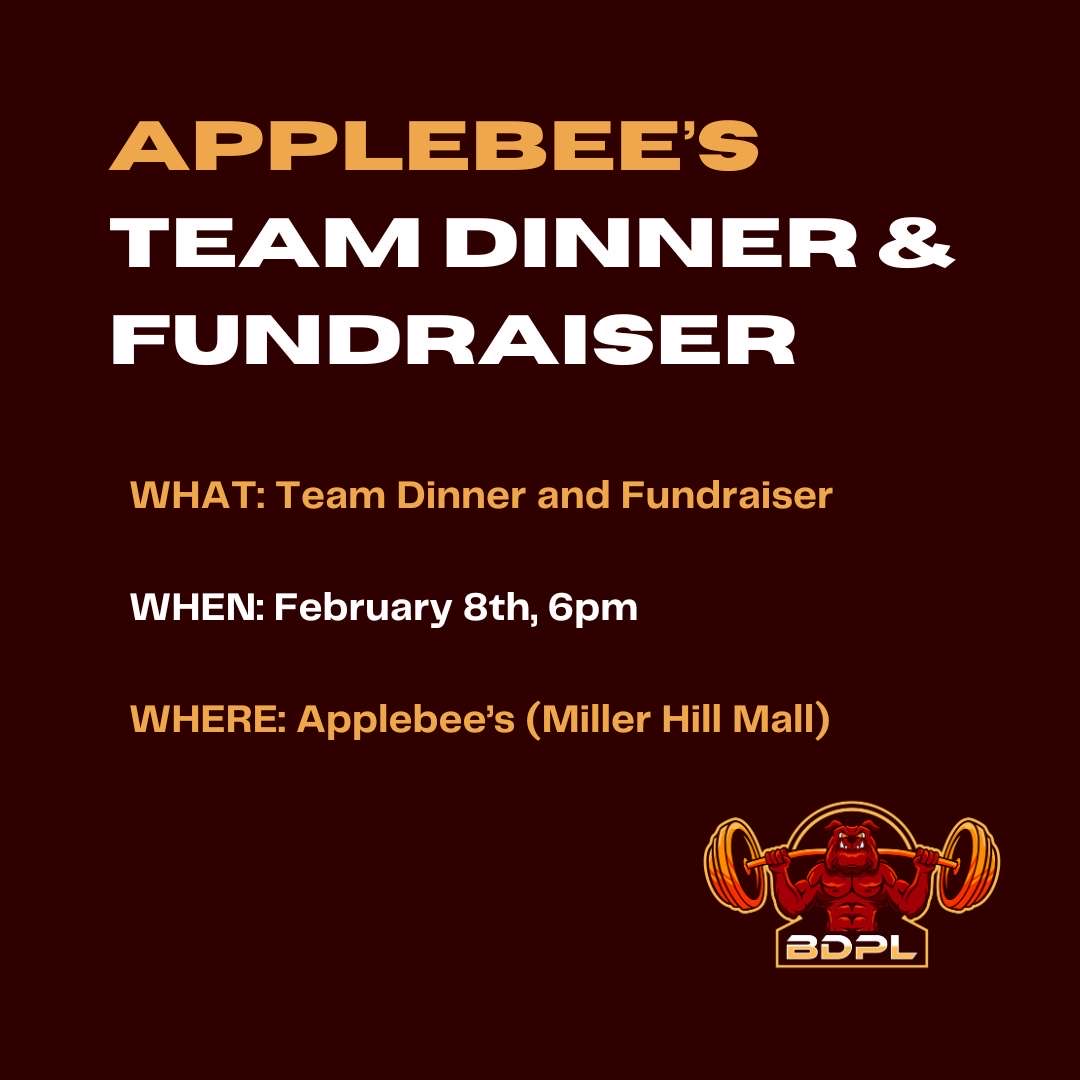 APPLEBEE’S
TEAM DINNER &
FUNDRAISER
WHAT: Team Dinner and Fundraiser
WHEN: February 8th, 6pm
WHERE: Applebee’s (Miller Hill Mall)
BDPL